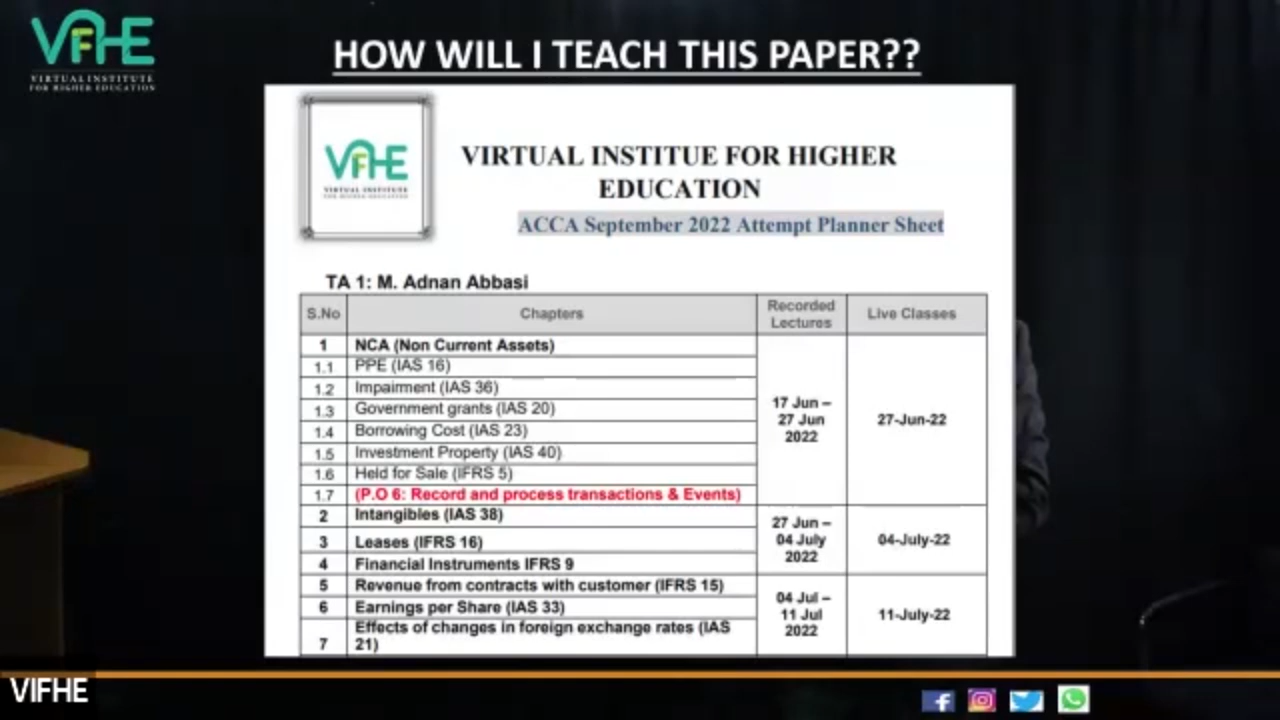 VIFHE
VIRTUAL INSTITUTE
FOR HIGHER EDUCATION
HOW WILL I TEACH THIS PAPER??
VIFHE
VIRTUAL INSTITUTE
FOR HIGHER EDUCATION
VIRTUAL INSTITUE FOR HIGHER
EDUCATION
ACCA September 2022 Attempt Planner Sheet
TA 1: M. Adnan Abbasi
S.No Chapters Recorded Lectures Live Classes
1 NCA (Non Current Assets)
1.1 PPE (IAS 16)
1.2 Impairment (IAS 36)
1.3 Government grants (IAS 20)
1.4 Borrowing Cost (IAS 23)
1.5 Investment Property (IAS 40)
1.6 Held for Sale (IFRS 5)
1.7 (P.O 6: Record and process transactions & Events)
17 Jun –
27 Jun
2022
27-Jun-22
2 Intangibles (IAS 38)
3 Leases (IFRS 16)
4 Financial Instruments IFRS 9
27 Jun –
04 July
2022
04-July-22
5 Revenue from contracts with customer (IFRS 15)
6 Earnings per Share (IAS 33)
7 Effects of changes in foreign exchange rates (IAS
21)
04 Jul –
11 Jul
2022
11-July-22
VIFHE